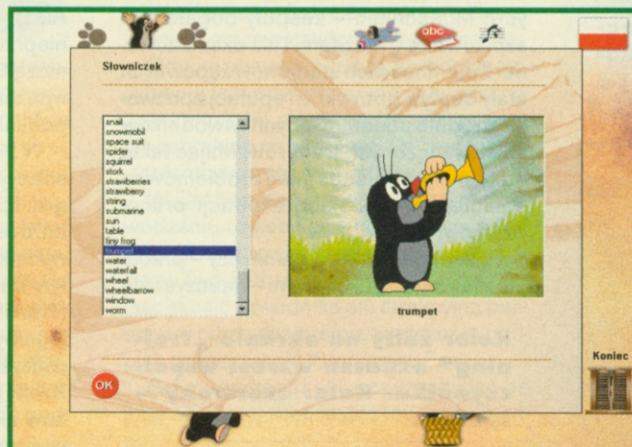 abc
Słowniczek
snail
snowmobil
space suit
spider
squirrel
stork
strawberries
strawberry
string
submarine
sun
table
tiny frog
trumpet
water
waterfall
wheel
wheelbarrow
window
worm
trumpet
OK
Koniec